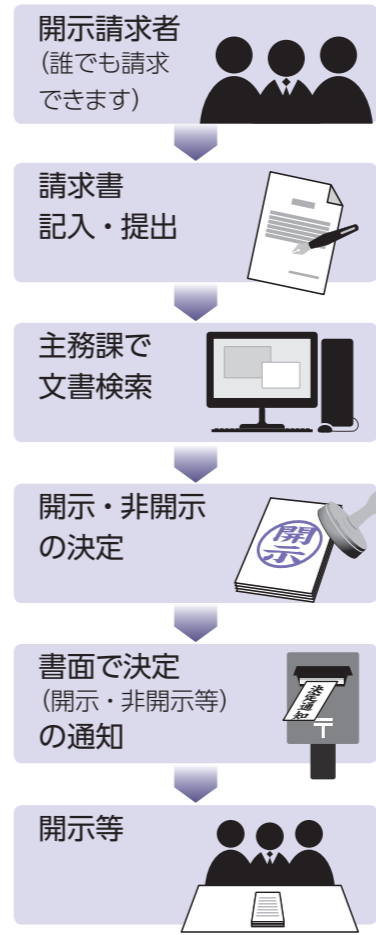 開示請求者
(誰でも請求
できます)
請求書
記入・提出
主務課で
文書検索
開示・非開示
の決定
開示
書面で決定
(開示・非開示等)
の通知
決定通知
〒
開示等